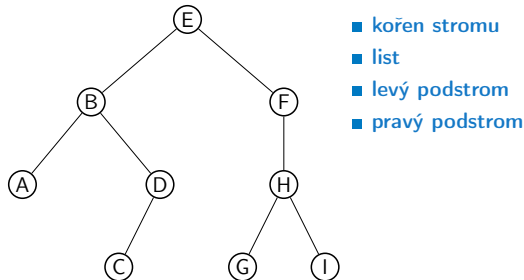 E
kořen stromu
list
levý podstrom
pravý podstrom
B
F
A
D
H
C
G
I